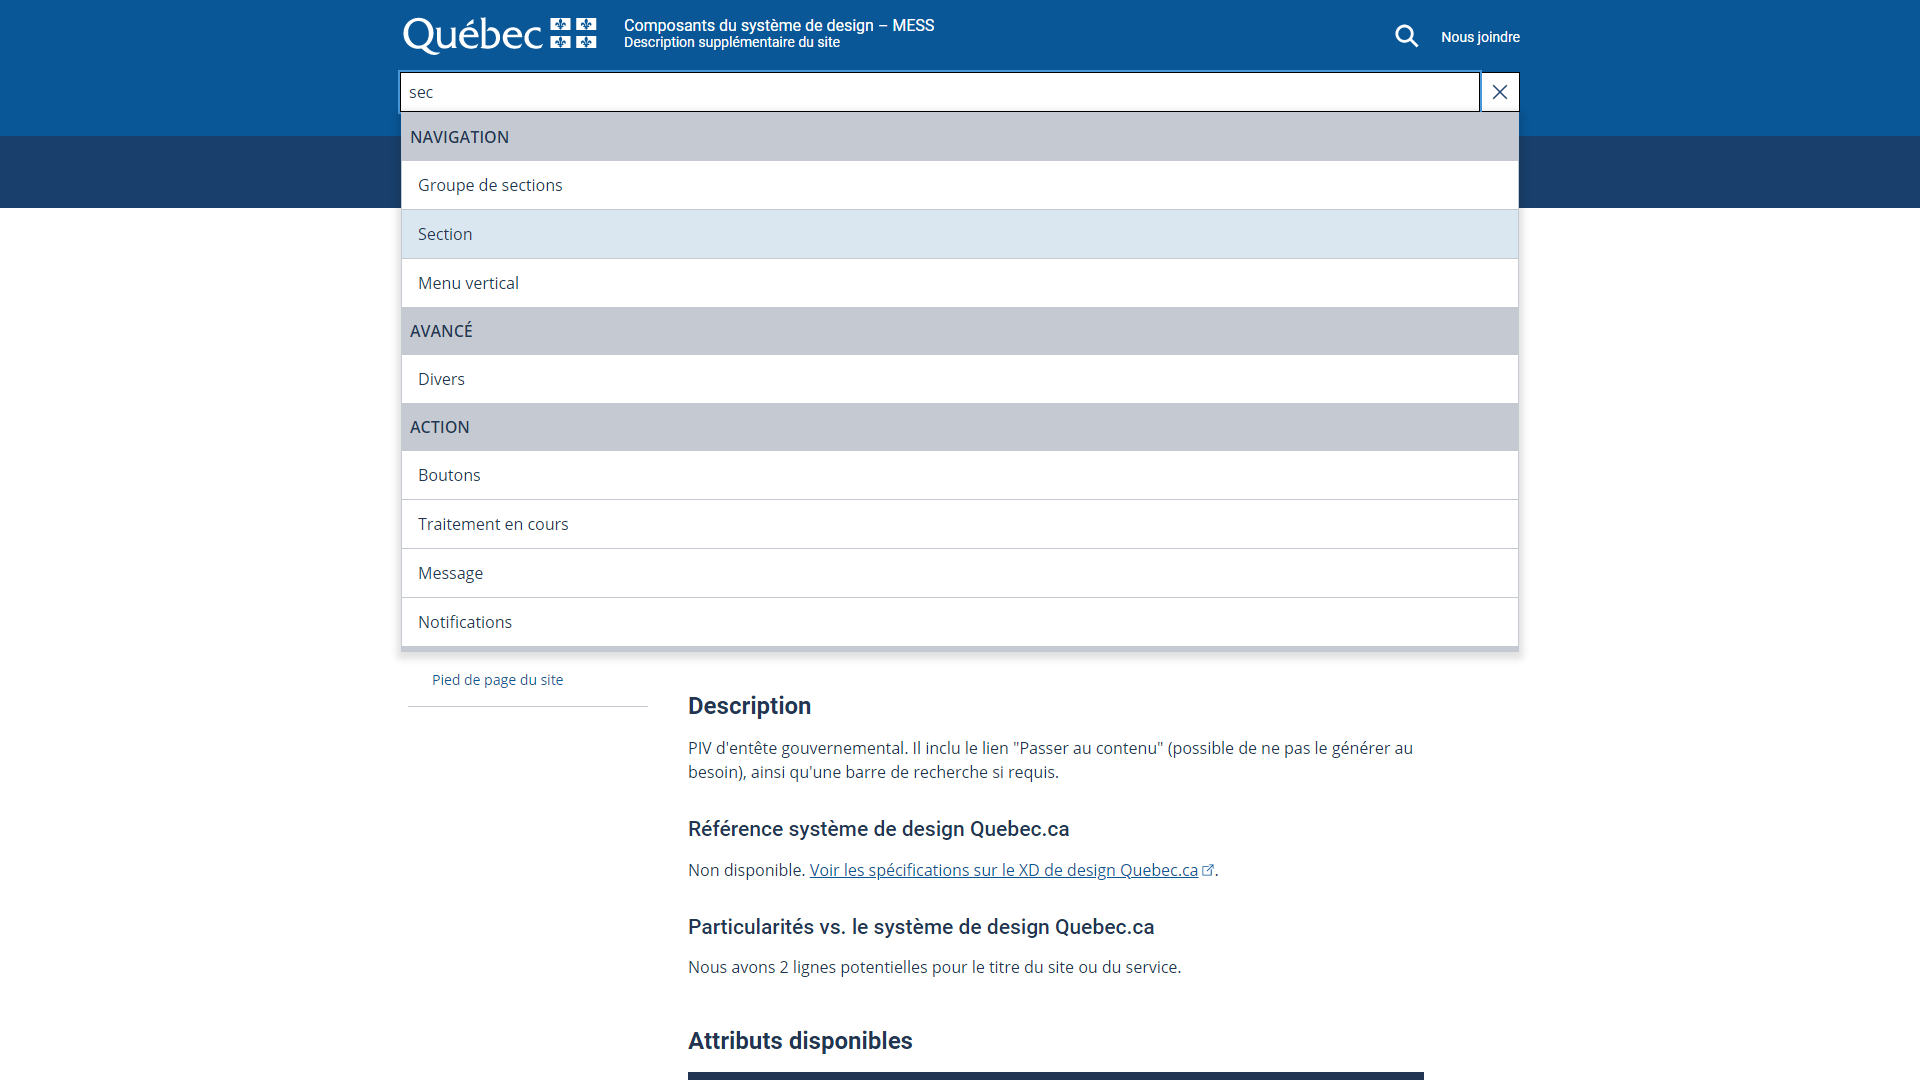 Québec
Composants du système de design – MESS
Description supplémentaire du site
Nous joindre
sec
NAVIGATION
Groupe de sections
Section
Menu vertical
AVANCÉ
Divers
ACTION
Boutons
Traitement en cours
Message
Notifications
Pied de page du site
Description
PIV d'entête gouvernemental. Il inclu le lien "Passer au contenu" (possible de ne pas le générer au
besoin), ainsi qu'une barre de recherche si requis.
Référence système de design Quebec.ca
Non disponible. Voir les spécifications sur le XD de design Quebec.ca.
Particularités vs. le système de design Quebec.ca
Nous avons 2 lignes potentielles pour le titre du site ou du service.
Attributs disponibles